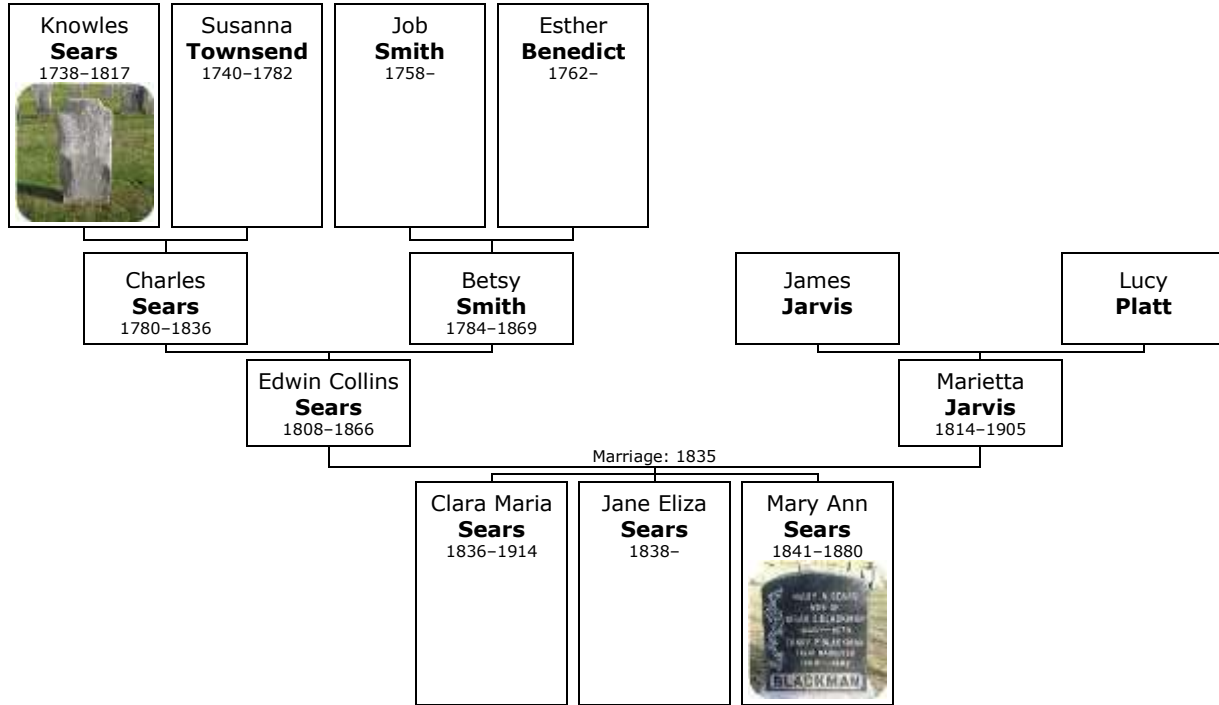 Knowles
Sears
1738–1817
Susanna
Townsend
1740–1782
Job
Smith
1758–
Esther
Benedict
1762–
Charles
Sears
1780–1836
Betsy
Smith
1784–1869
James
Jarvis
Lucy
Platt
Edwin Collins
Sears
1808–1866
Marietta
Jarvis
1814–1905
Marriage: 1835
Clara Maria
Sears
1836–1914
Jane Eliza
Sears
1838–
Mary Ann
Sears
1841–1880
BLACKMAN